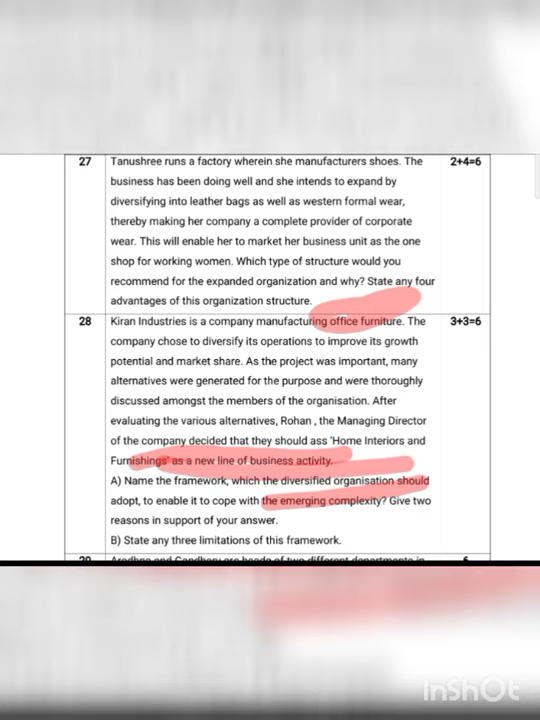 27 Tanushree runs a factory wherein she manufacturers shoes. The 2+4=6
business has been doing well and she intends to expand by
diversifying into leather bags as well as western formal wear,
thereby making her company a complete provider of corporate
wear. This will enable her to market her business unit as the one
shop for working women. Which type of structure would you
recommend for the expanded organization and why? State any four
advantages of this organization structure.
28 Kiran Industries is a company manufacturing office furniture. The 3+3=6
company chose to diversify its operations to improve its growth
potential and market share. As the project was important, many
alternatives were generated for the purpose and were thoroughly
discussed amongst the members of the organisation. After
evaluating the various alternatives, Rohan , the Managing Director
of the company decided that they should ass 'Home Interiors and
Furnishings' as a new line of business activity.
A) Name the framework, which the diversified organisation should
adopt, to enable it to cope with the emerging complexity? Give two
reasons in support of your answer.
B) State any three limitations of this framework.
InShOt